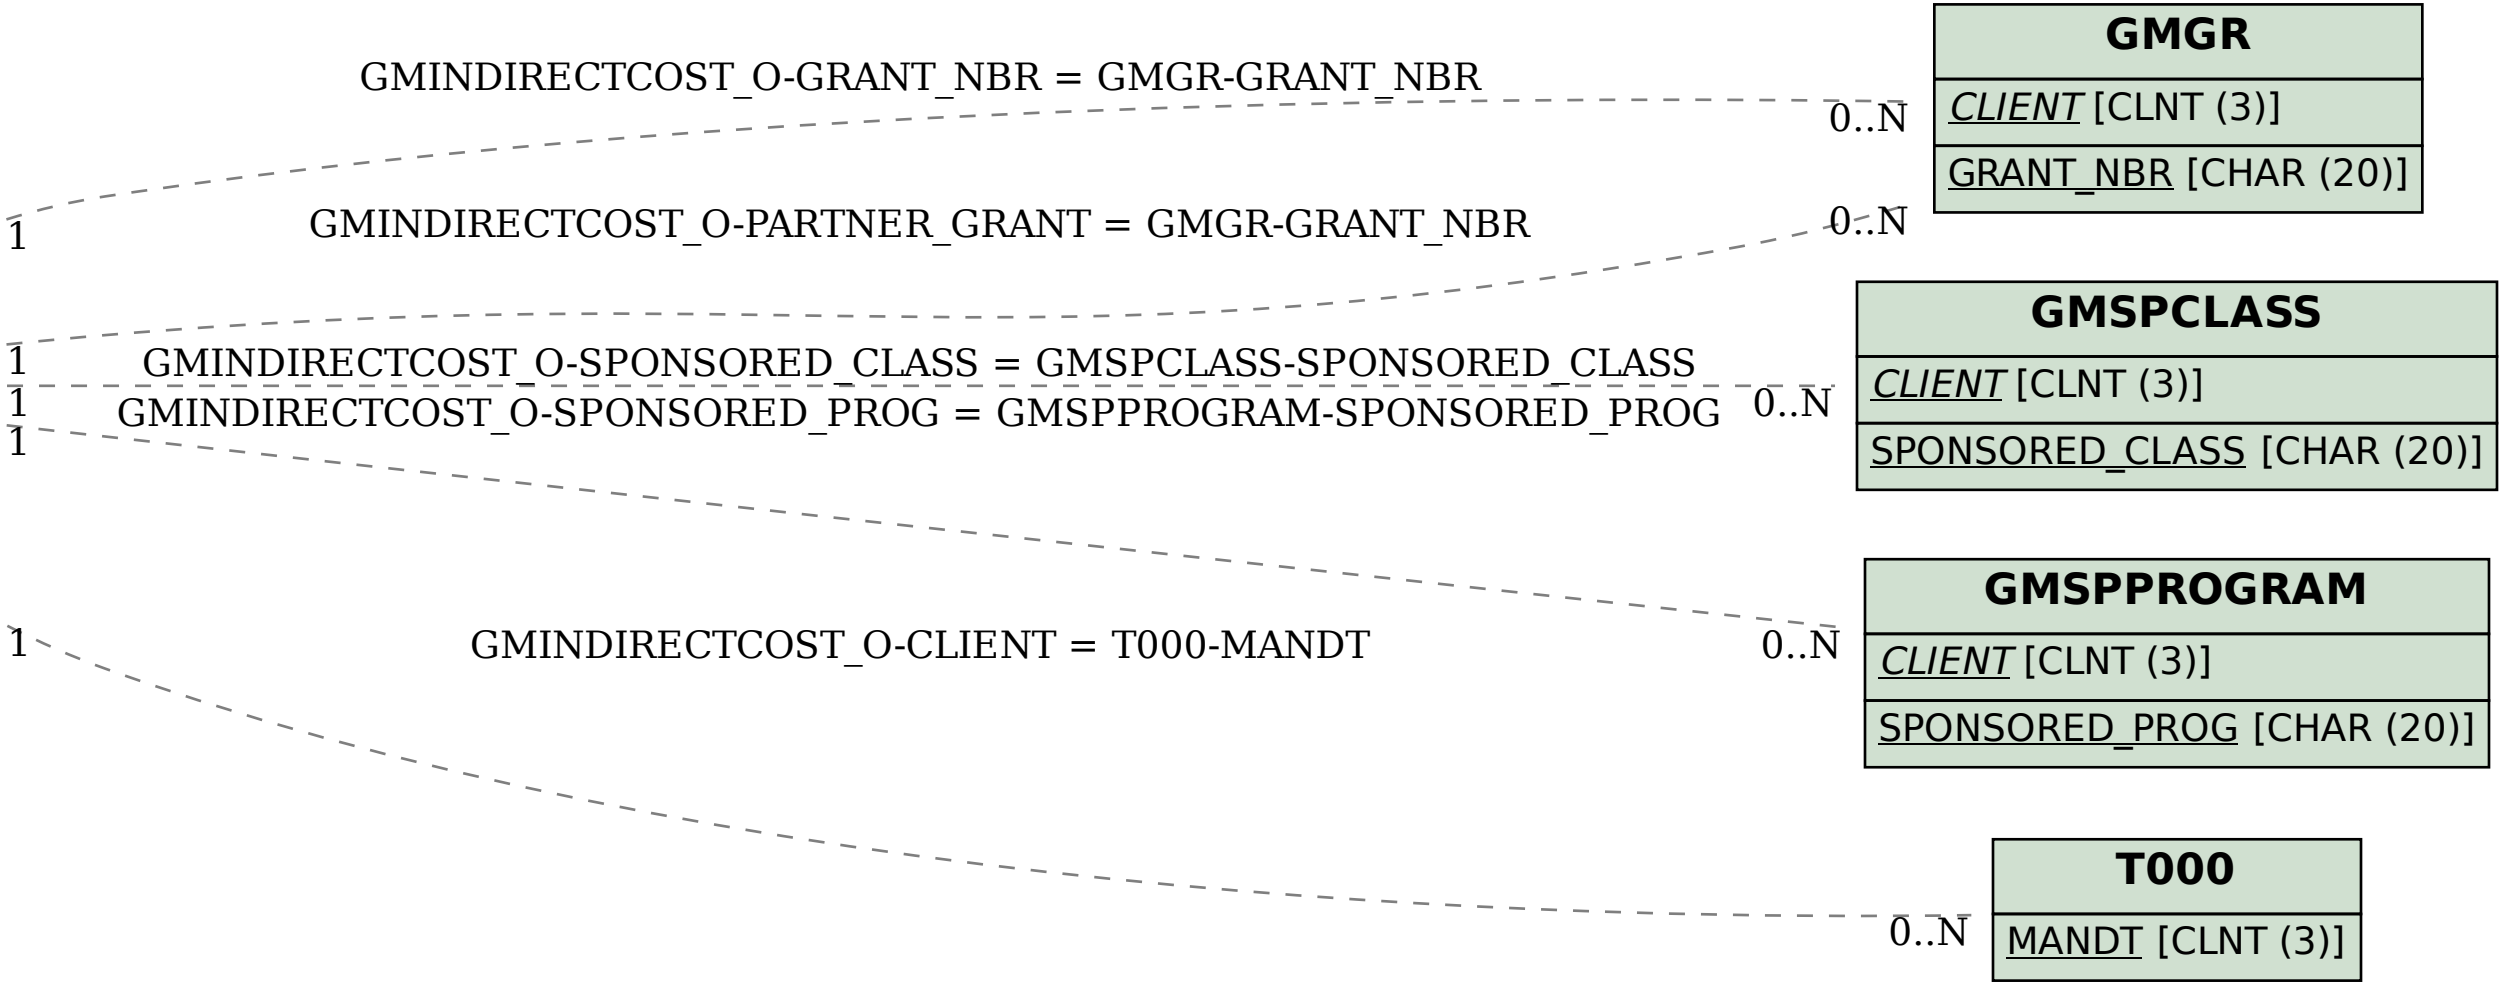 GMGR
GMINDIRECTCOST_O-GRANT_NBR = GMGR-GRANT_NBR
CLIENT [CLNT (3)]
0..N
GRANT_NBR [CHAR (20)]
1
GMINDIRECTCOST_O-PARTNER_GRANT = GMGR-GRANT_NBR
0..N
GMSPCLASS
1
GMINDIRECTCOST_O-SPONSORED_CLASS = GMSPCLASS-SPONSORED_CLASS
CLIENT [CLNT (3)]
1
0..N
GMINDIRECTCOST_O-SPONSORED_PROG = GMSPPROGRAM-SPONSORED_PROG
1
SPONSORED_CLASS [CHAR (20)]
GMSPPROGRAM
1
GMINDIRECTCOST_O-CLIENT = T000-MANDT
0..N
CLIENT [CLNT (3)]
SPONSORED_PROG [CHAR (20)]
T000
0..N
MANDT [CLNT (3)]